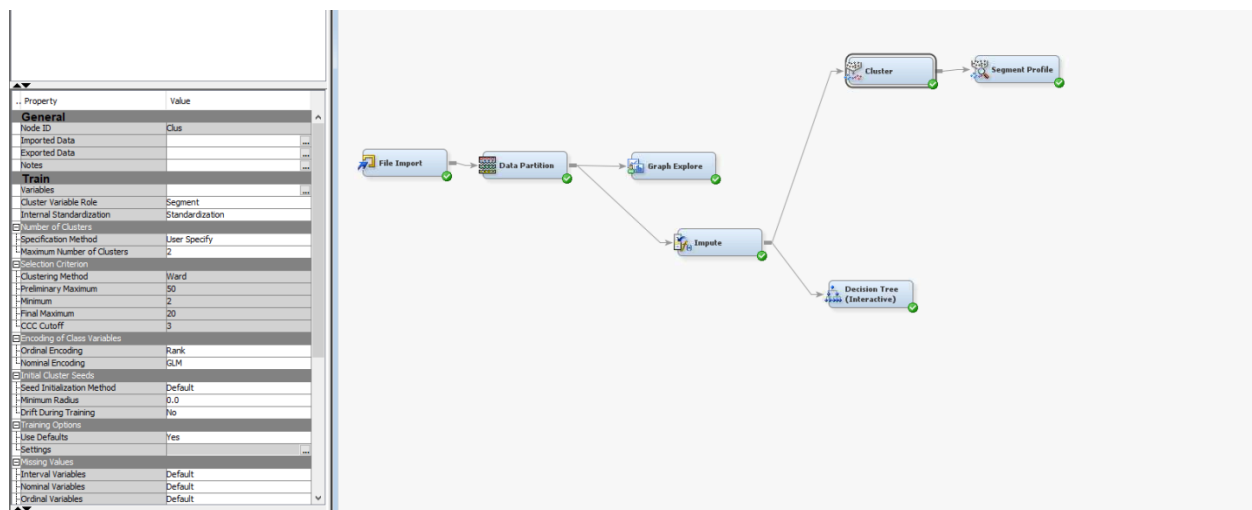 .. Property Value
General
Node ID Clus
Imported Data ...
Exported Data ...
Notes ...
Train
Variables ...
Cluster Variable Role Segment
Internal Standardization Standardization
Number of Clusters
Specification Method User Specify
Maximum Number of Clusters 2
Selection Criterion
Clustering Method Ward
Preliminary Maximum 50
Minimum 2
Final Maximum 20
CCC Cutoff 3
Encoding of Class Variables
Ordinal Encoding Rank
Nominal Encoding GLM
Initial Cluster Seeds
Seed Initialization Method Default
Minimum Radius 0.0
Drift During Training No
Training Options
Use Defaults Yes
Settings ...
Missing Values
Interval Variables Default
Nominal Variables Default
Ordinal Variables Default
Cluster
Segment Profile
File Import
Data Partition
Graph Explore
Impute
Decision Tree
(Interactive)